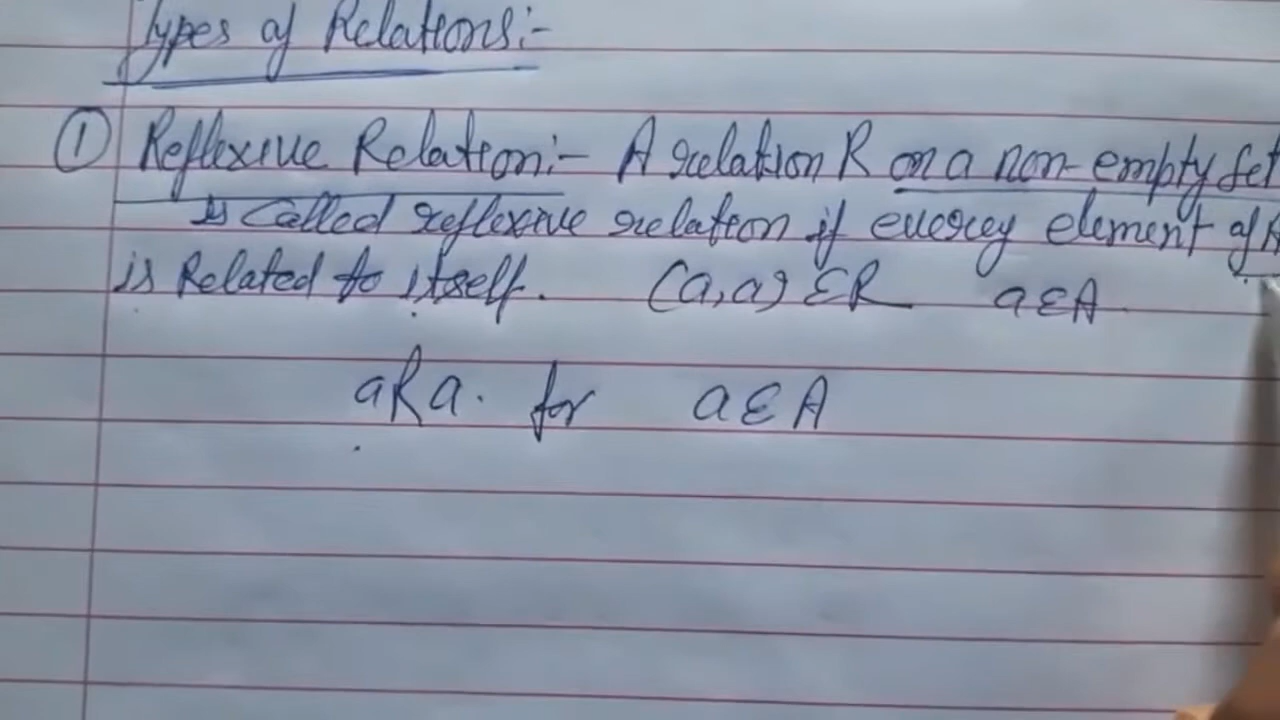 Types of Relations:-
① Reflexive Relation:- A relation R on a non-empty Set
is called reflexive relation if every element of A
is Related to itself. (a,a) ∈R a∈A
aRa. for a∈A